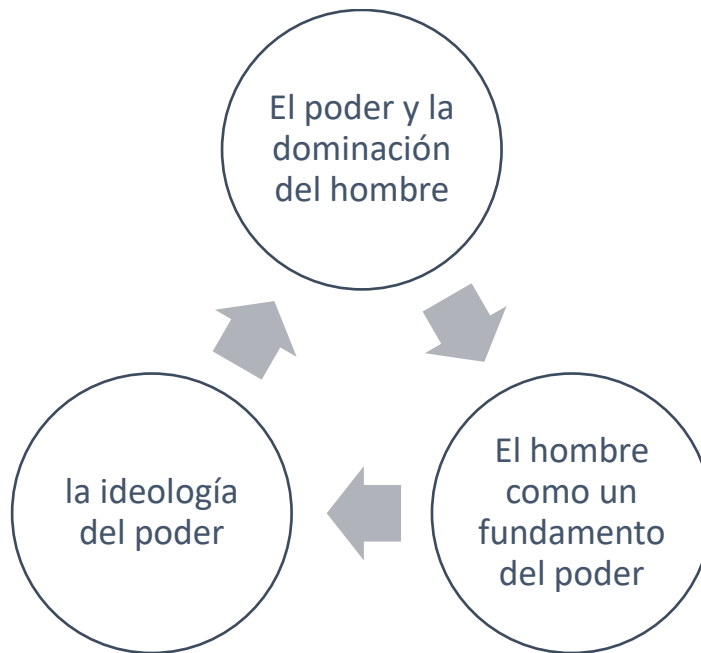 El poder y la
dominación
del hombre
El hombre
como un
fundamento
del poder
la ideología
del poder